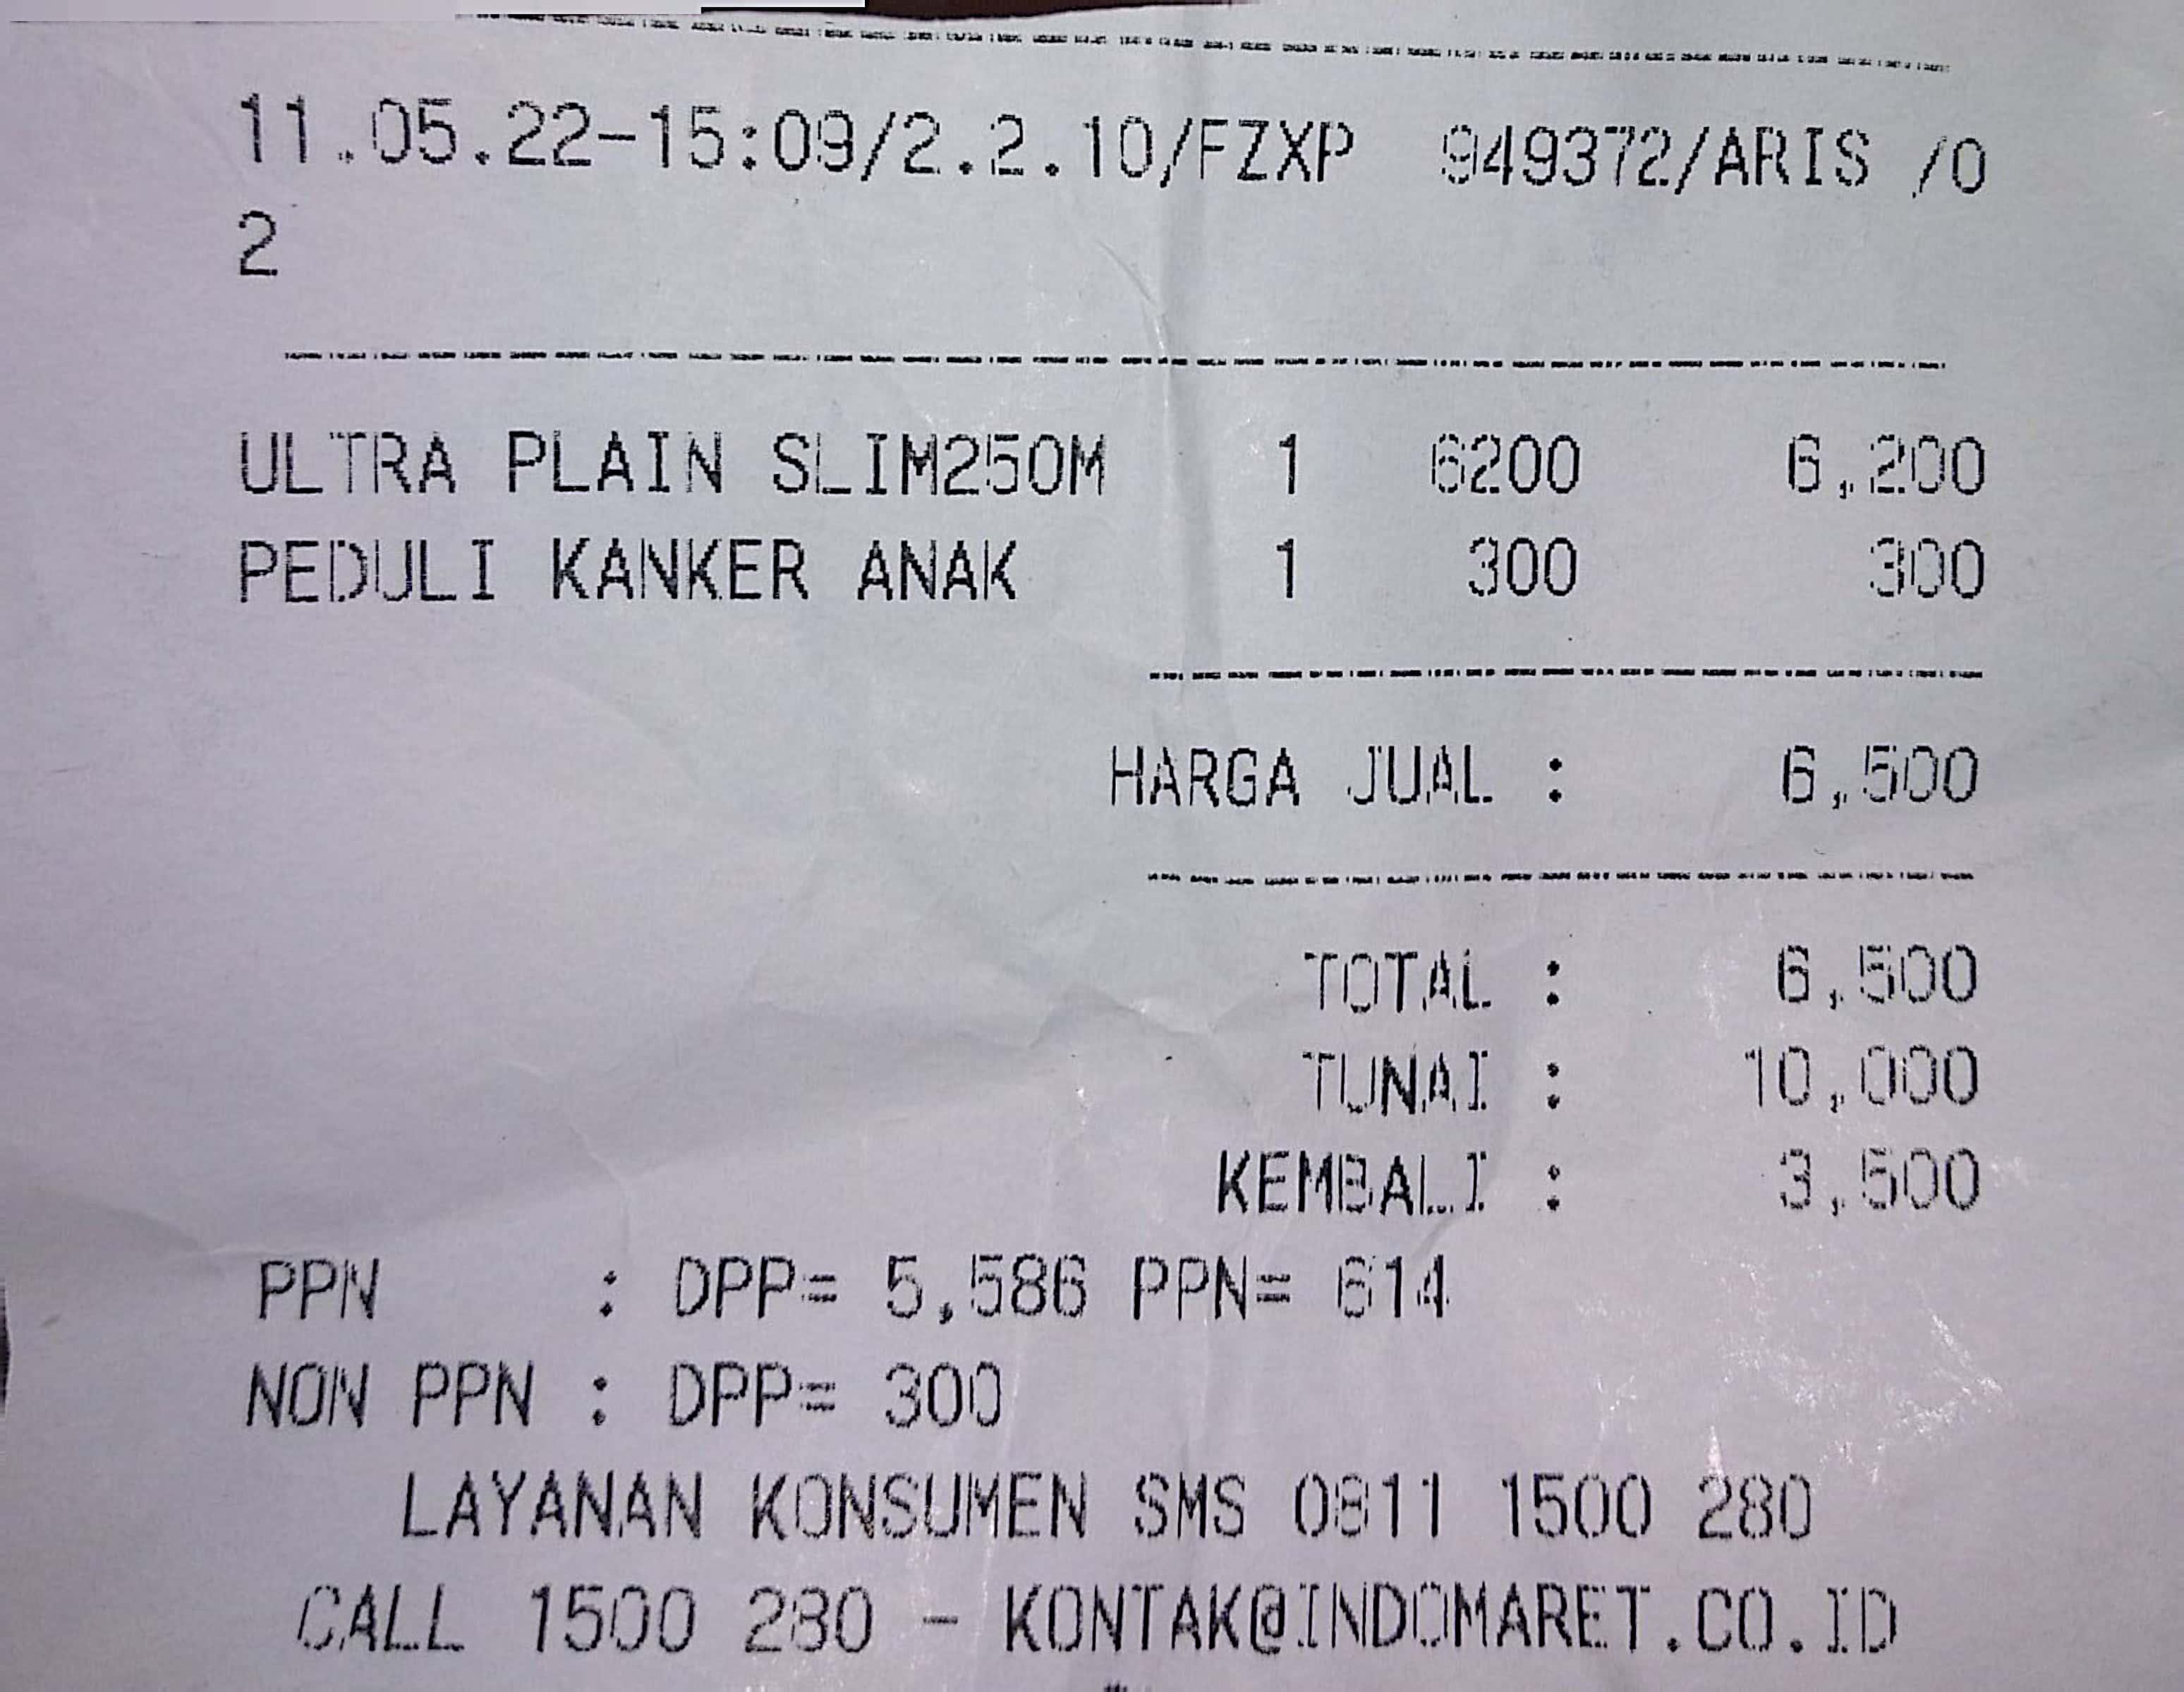 11.05.22-15:09/2.2.10/FZXP 949372/ARIS /0
2
ULTRA PLAIN SLIM250M 1 6200 6,200
PEDULI KANKER ANAK 1 300 300
HARGA JUAL : 6,500
TOTAL : 6,500
TUNAI : 10,000
KEMBALI : 3,500
PPN : DPP= 5,586 PPN= 614
NON PPN : DPP= 300
LAYANAN KONSUMEN SMS 0811 1500 280
CALL 1500 280 - KONTAK@INDOMARET.CO.ID